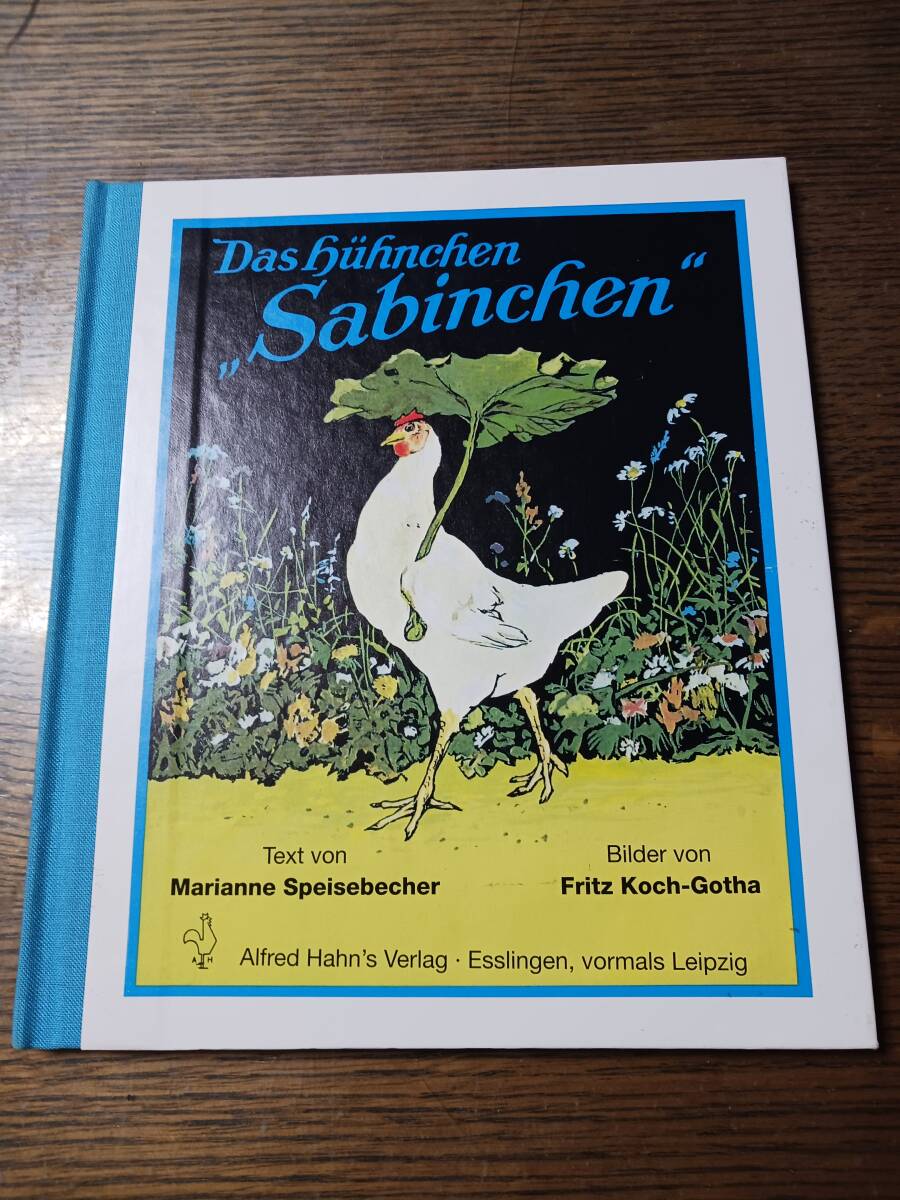 Das Hühnchen
„Sabinchen“
Text von
Marianne Speisebecher
Bilder von
Fritz Koch-Gotha
A H
Alfred Hahn's Verlag · Esslingen, vormals Leipzig